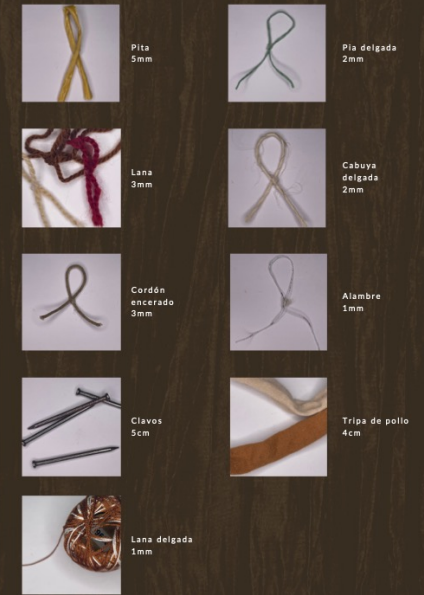 Pita
5mm
Pia delgada
2mm
Lana
3mm
Cabuya
delgada
2mm
Cordón
encerado
3mm
Alambre
1mm
Clavos
5cm
Tripa de pollo
4cm
Lana delgada
1mm